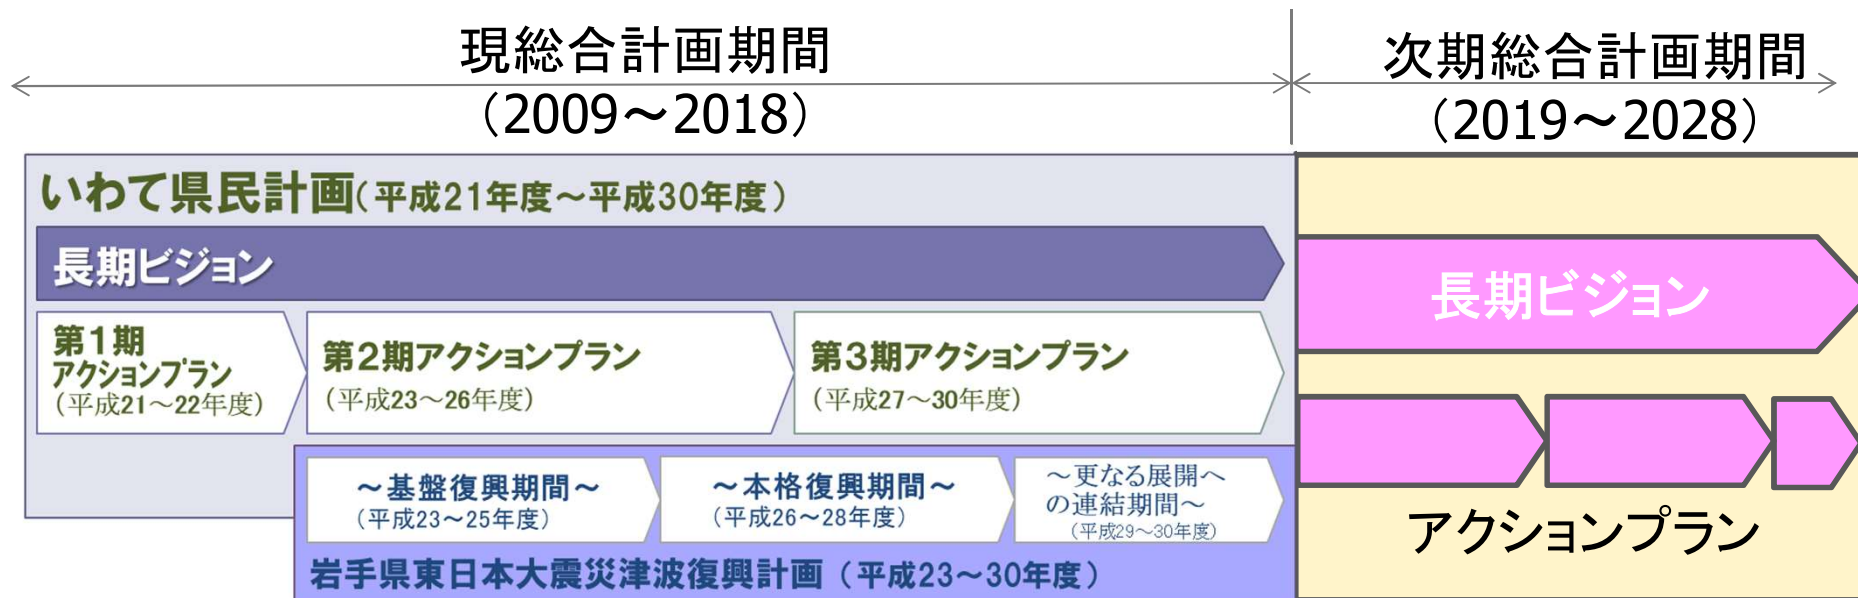 現総合計画期間
（2009～2018）
次期総合計画期間
（2019～2028）
いわて県民計画（平成21年度～平成30年度）
長期ビジョン
第１期
アクションプラン
（平成21～22年度）
第２期アクションプラン
（平成23～26年度）
第３期アクションプラン
（平成27～30年度）
～基盤復興期間～
（平成23～25年度）
～本格復興期間～
（平成26～28年度）
～更なる展開へ
の連結期間～
（平成29～30年度）
岩手県東日本大震災津波復興計画（平成23～30年度）
長期ビジョン
アクションプラン